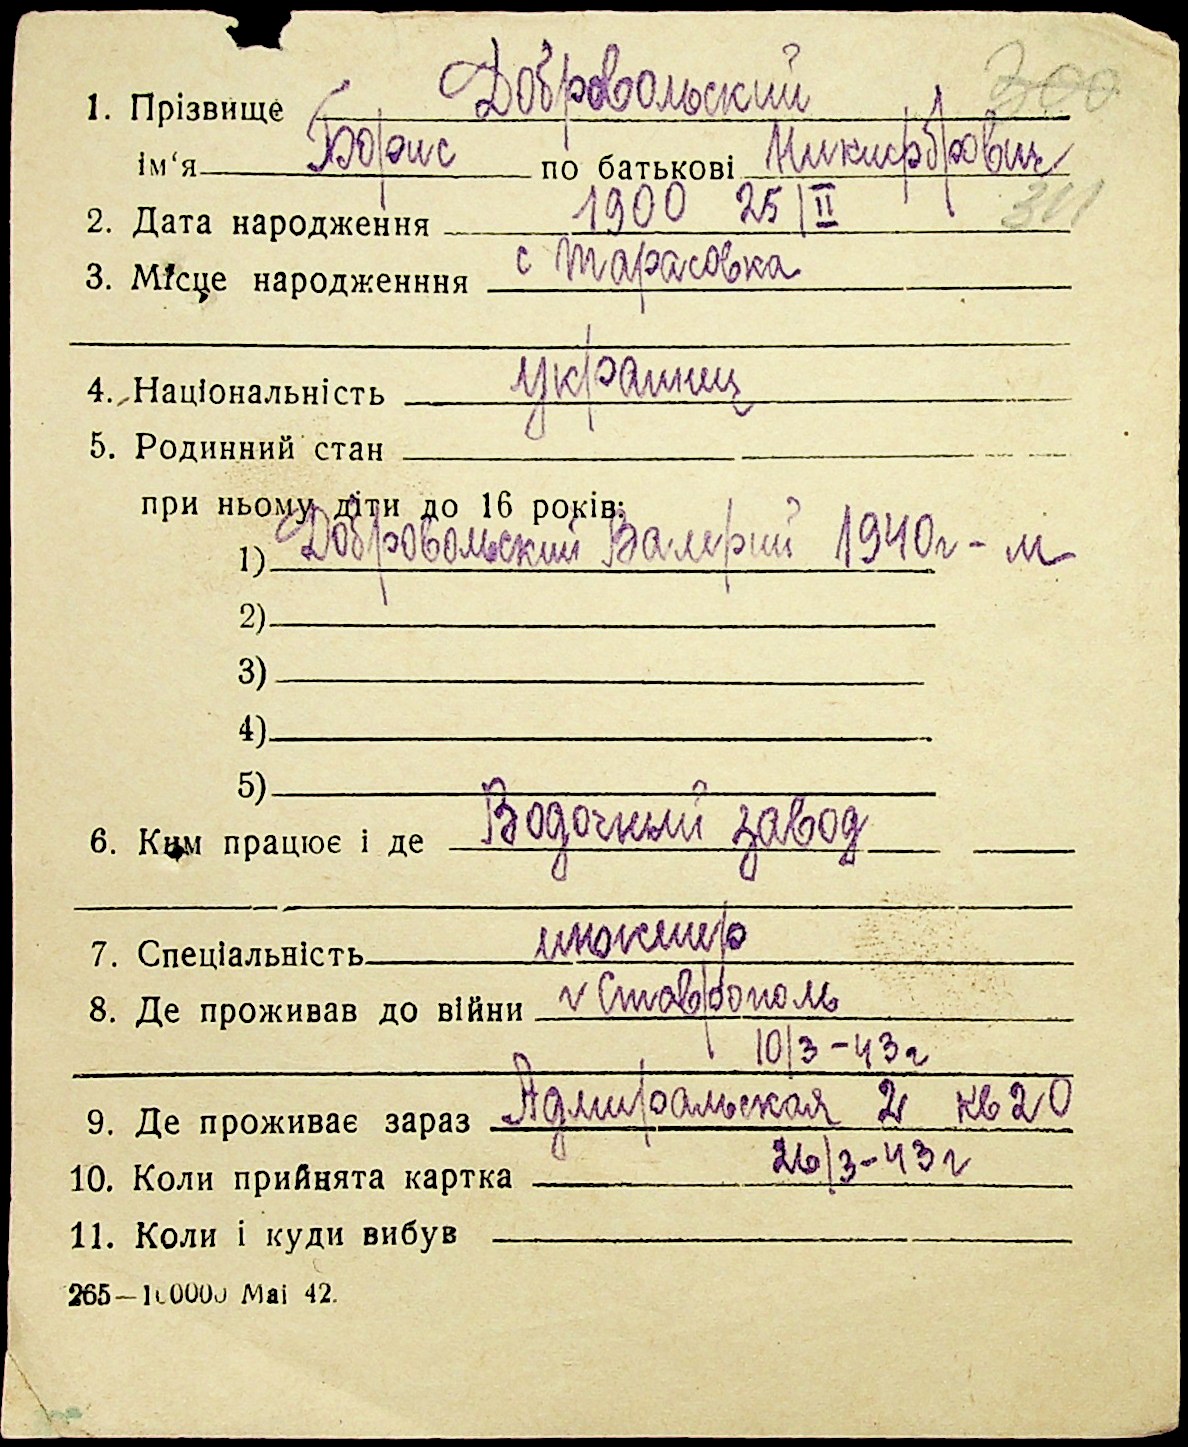 300
1. Прізвище Добровольский
ім‘я Борис по батькові Никифорович
311
2. Дата народження 1900 25/II
3. Місце народженння с Тарасовка
4. Національність украинец
5. Родинний стан
при ньому діти до 16 років:
1) Добровольский Валерий 1940г - м
2)
3)
4)
5)
6. Ким працює і де Водочный завод
7. Спеціальність инженер
8. Де проживав до війни г Ставрополь
10/3-43г
9. Де проживає зараз Адмиральская 2 кв 20
10. Коли прийнята картка 26/3-43г
11. Коли і куди вибув
265—100000 Mai 42.